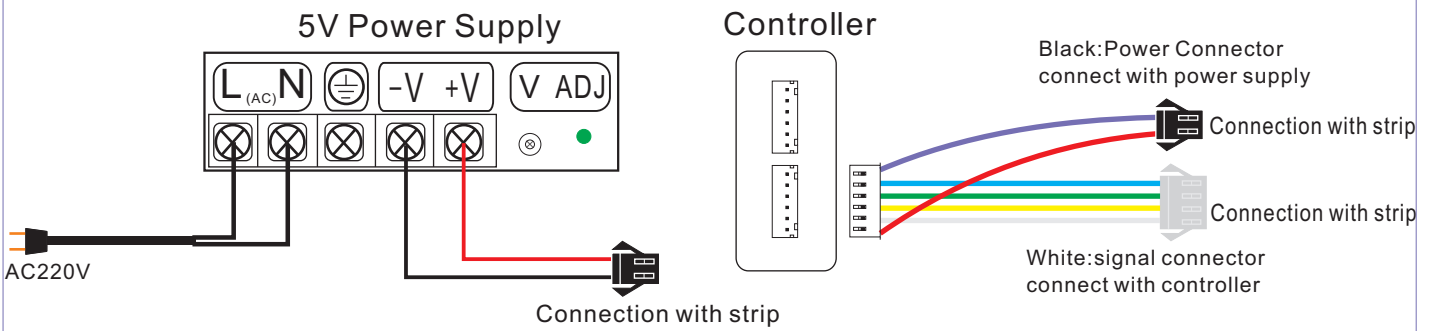 5V Power Supply
L (AC) N
-V +V
V ADJ
AC220V
Connection with strip
Controller
Black:Power Connector
connect with power supply
Connection with strip
Connection with strip
White:signal connector
connect with controller